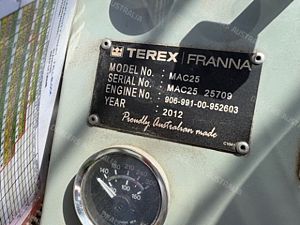 TEREX FRANNA
MODEL No. : MAC25
SERIAL No. : MAC25 25709
ENGINE No. : 906-991-00-952603
YEAR : 2012
Proudly Australian made